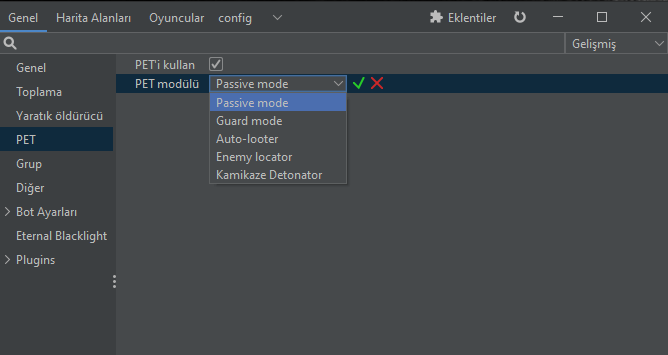 Genel Harita Alanları Oyuncular config Eklentiler
Gelişmiş
Genel
Toplama
Yaratık öldürücü
PET
Grup
Diğer
Bot Ayarları
Eternal Blacklight
Plugins
PET'i kullan
PET modülü Passive mode
Passive mode
Guard mode
Auto-looter
Enemy locator
Kamikaze Detonator